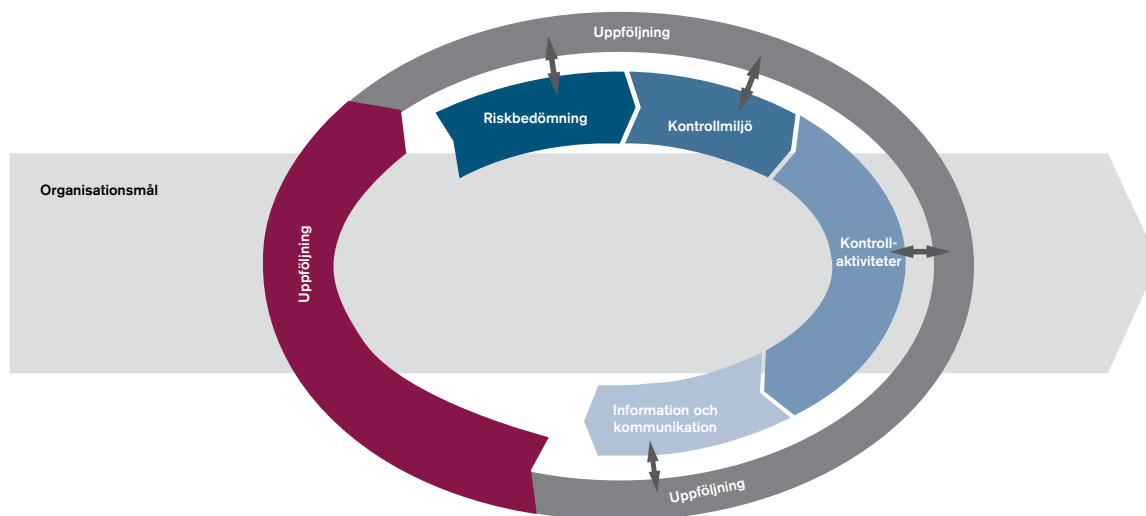 Uppföljning
Riskbedömning
Kontrollmiljö
Organisationsmål
Kontroll-
aktiviteter
Uppföljning
Information och
kommunikation
Uppföljning